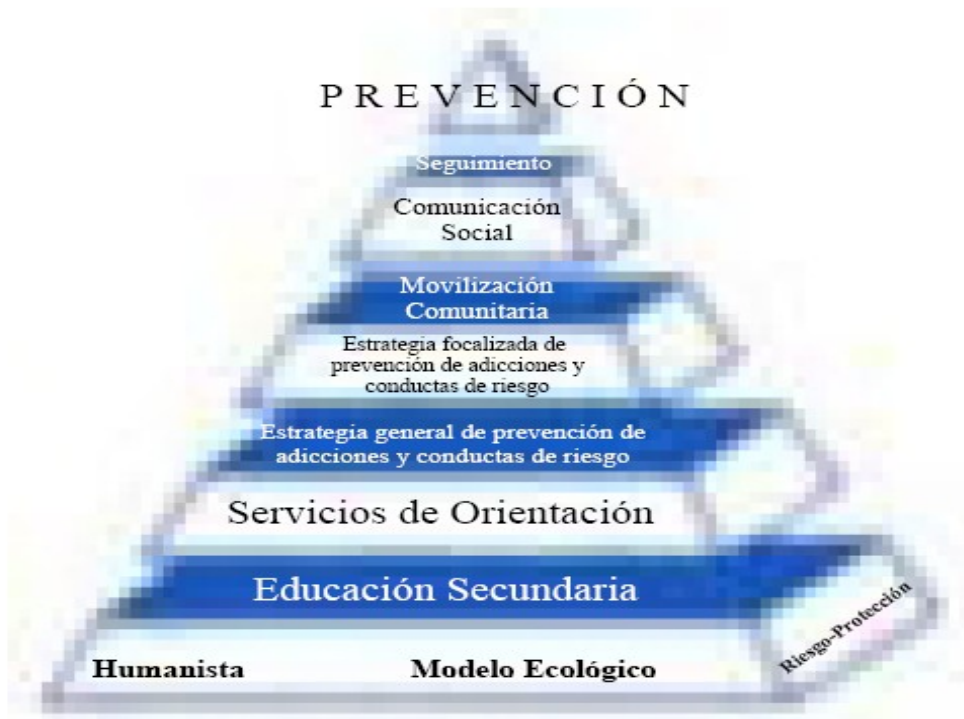 PREVENCIÓN
Seguimiento
Comunicación
Social
Movilización
Comunitaria
Estrategia focalizada de
prevención de adicciones y
conductas de riesgo
Estrategia general de prevención de
adicciones y conductas de riesgo
Servicios de Orientación
Educación Secundaria
Humanista
Modelo Ecológico
Riesgo-Protección